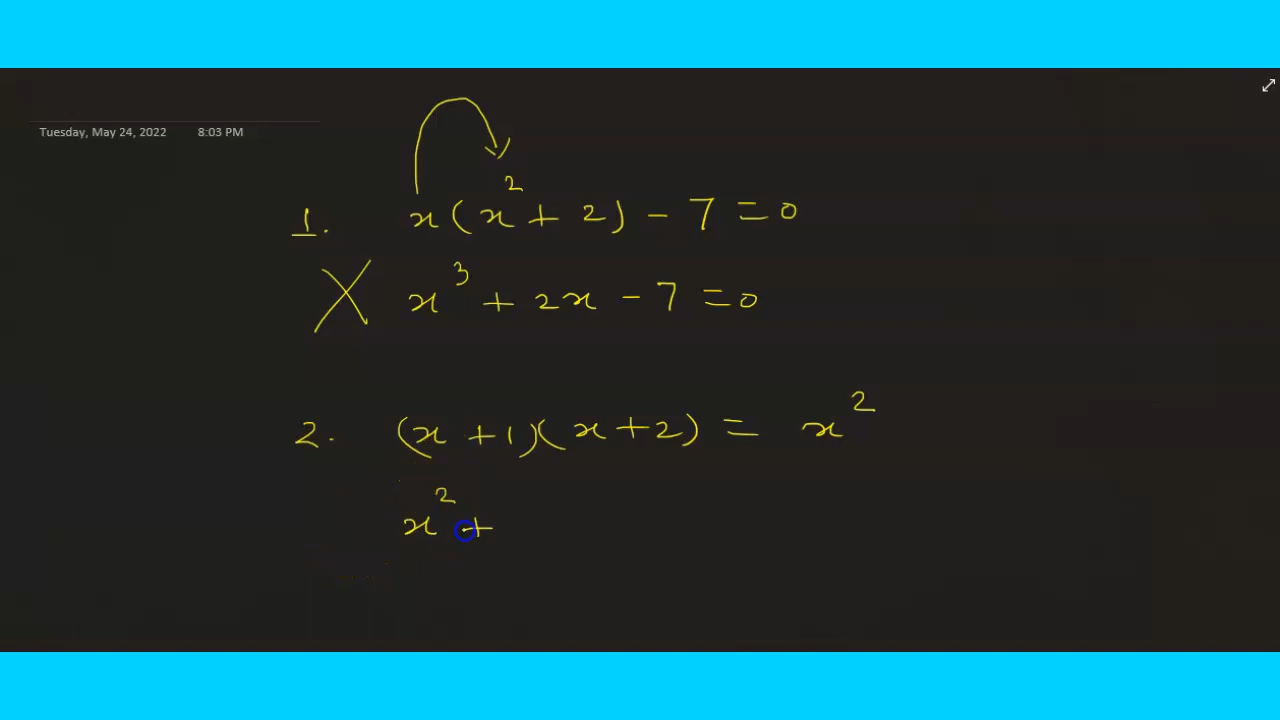 Tuesday, May 24, 2022 8:03 PM
1. x(x² + 2) - 7 = 0
x³ + 2x - 7 = 0
2. (x + 1)(x + 2) = x²
x² +